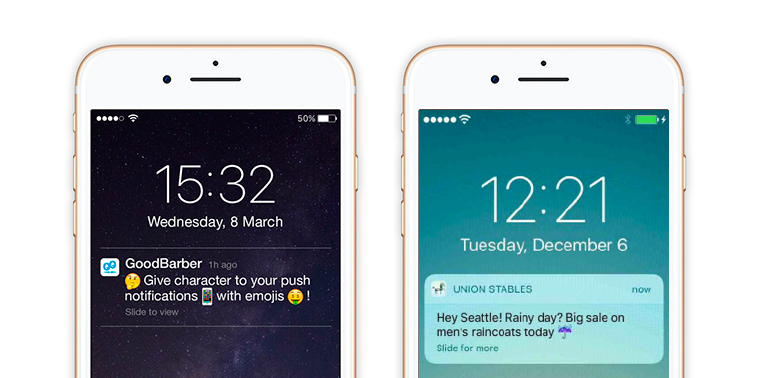 50%
15:32
Wednesday, 8 March
GoodBarber 1h ago
🤔 Give character to your push
notifications 📱 with emojis 🤑 !
Slide to view
12:21
Tuesday, December 6
UNION STABLES now
Hey Seattle! Rainy day? Big sale on
men's raincoats today ☔
Slide for more